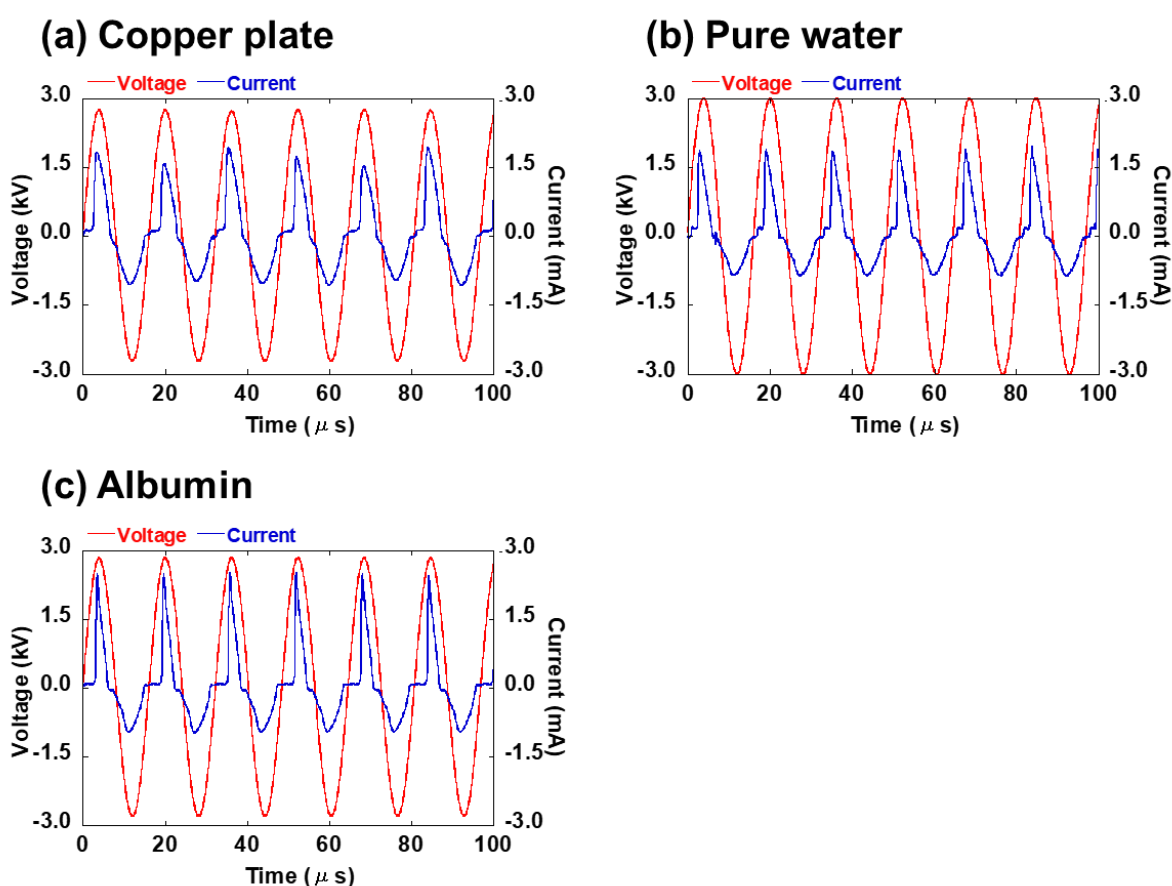 (a) Copper plate
Voltage Current
3.0
1.5
0.0
-1.5
-3.0
Voltage (kV)
3.0
1.5
0.0
-1.5
-3.0
Current (mA)
0 20 40 60 80 100
Time (μ s)
(b) Pure water
Voltage Current
3.0
1.5
0.0
-1.5
-3.0
Voltage (kV)
3.0
1.5
0.0
-1.5
-3.0
Current (mA)
0 20 40 60 80 100
Time (μ s)
(c) Albumin
Voltage Current
3.0
1.5
0.0
-1.5
-3.0
Voltage (kV)
3.0
1.5
0.0
-1.5
-3.0
Current (mA)
0 20 40 60 80 100
Time (μ s)